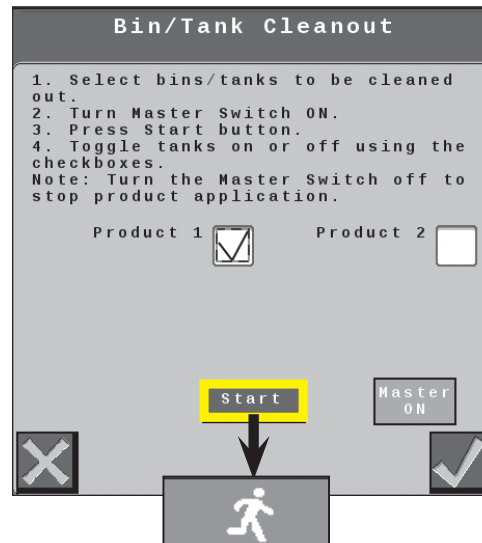 Bin/Tank Cleanout
1. Select bins/tanks to be cleaned
out.
2. Turn Master Switch ON.
3. Press Start button.
4. Toggle tanks on or off using the
checkboxes.
Note: Turn the Master Switch off to
stop product application.
Product 1
Product 2
Start
Master
ON